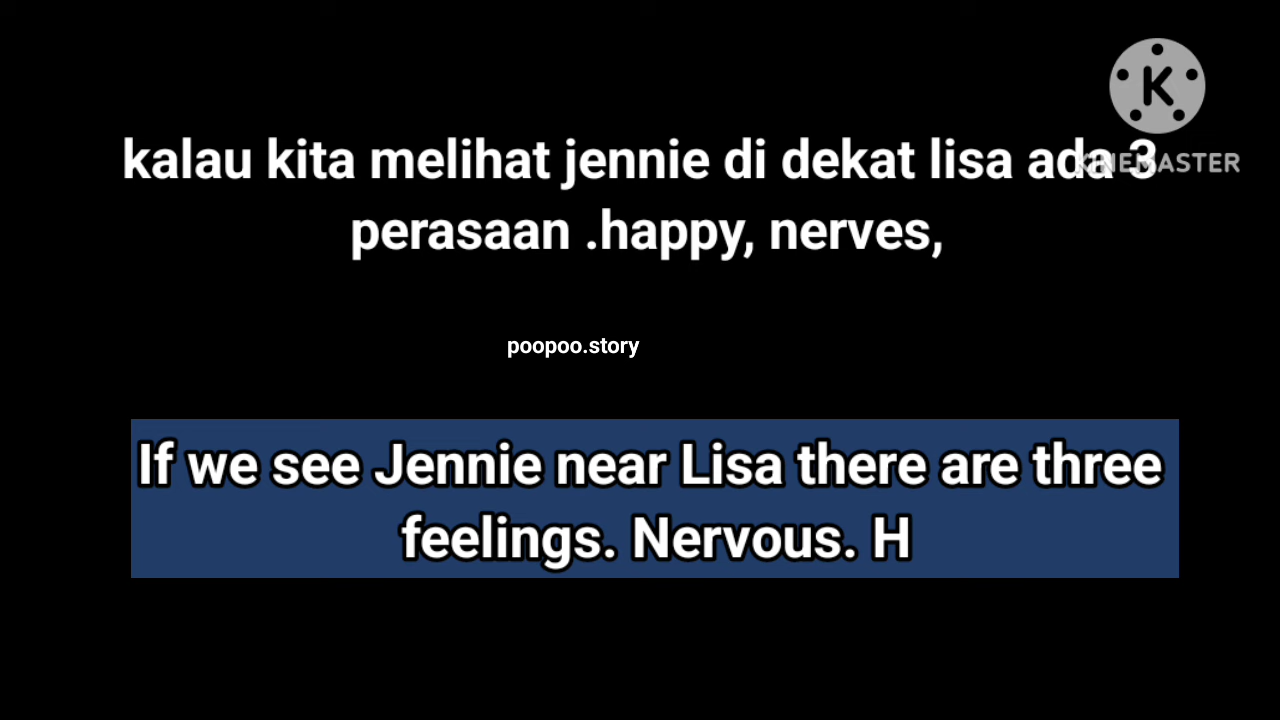 kalau kita melihat jennie di dekat lisa ada 3
KINEMASTER
perasaan .happy, nerves,
poopoo.story
If we see Jennie near Lisa there are three
feelings. Nervous. H